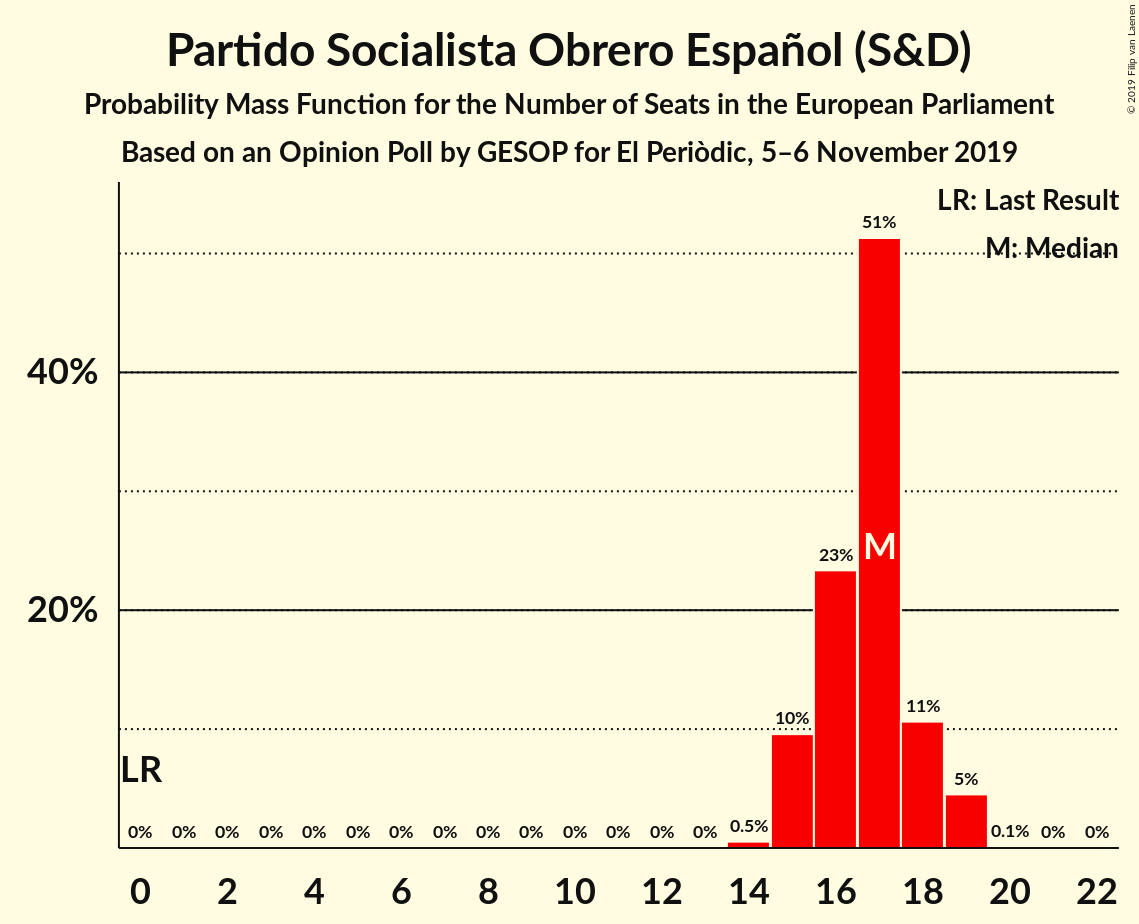 Partido Socialista Obrero Español (S&D)
Probability Mass Function for the Number of Seats in the European Parliament
Based on an Opinion Poll by GESOP for El Periòdic, 5–6 November 2019
© 2019 Filip van Laenen
LR: Last Result
M: Median
51%
40%
M
23%
20%
11%
10%
LR
5%
0% 0% 0% 0% 0% 0% 0% 0% 0% 0% 0% 0% 0% 0% 0.5% 0.1% 0% 0%
0 2 4 6 8 10 12 14 16 18 20 22